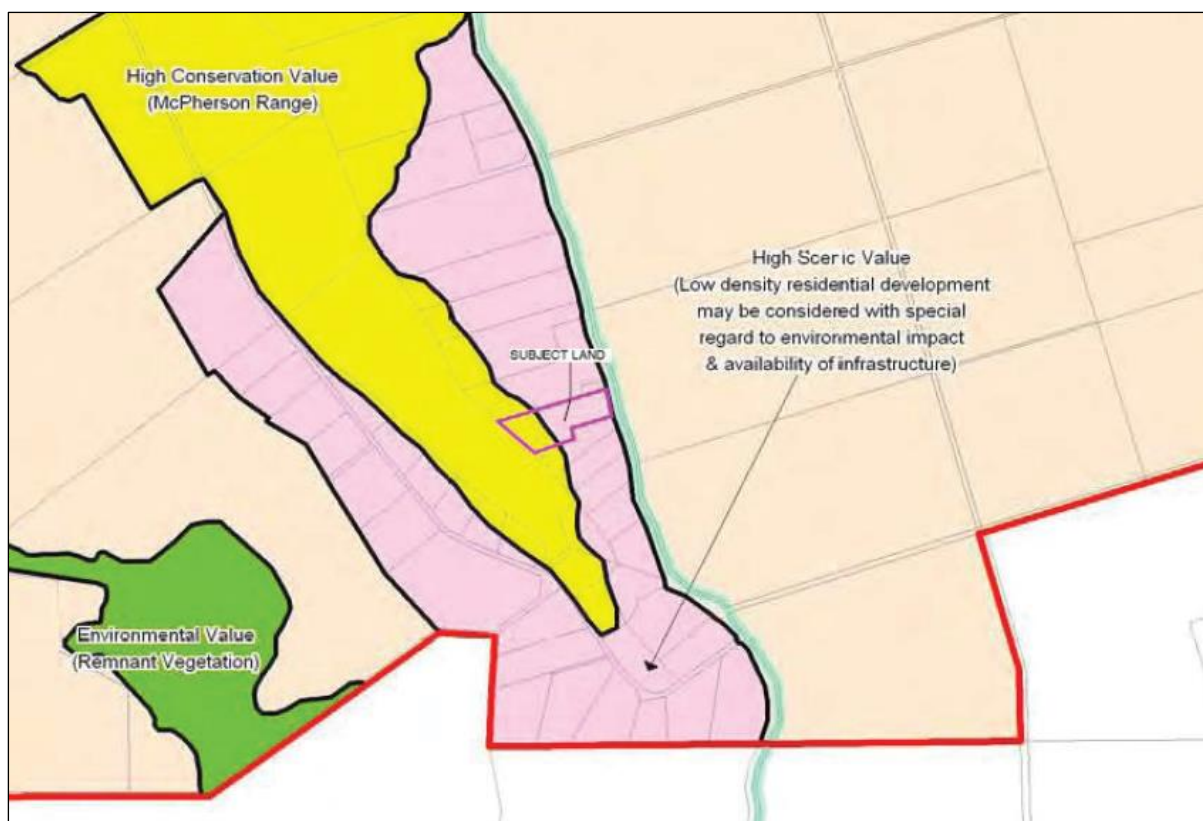 High Conservation Value
(McPherson Range)
High Scenic Value
(Low density residential development
may be considered with special
regard to environmental impact
& availability of infrastructure)
SUBJECT LAND
Environmental Value
(Remnant Vegetation)